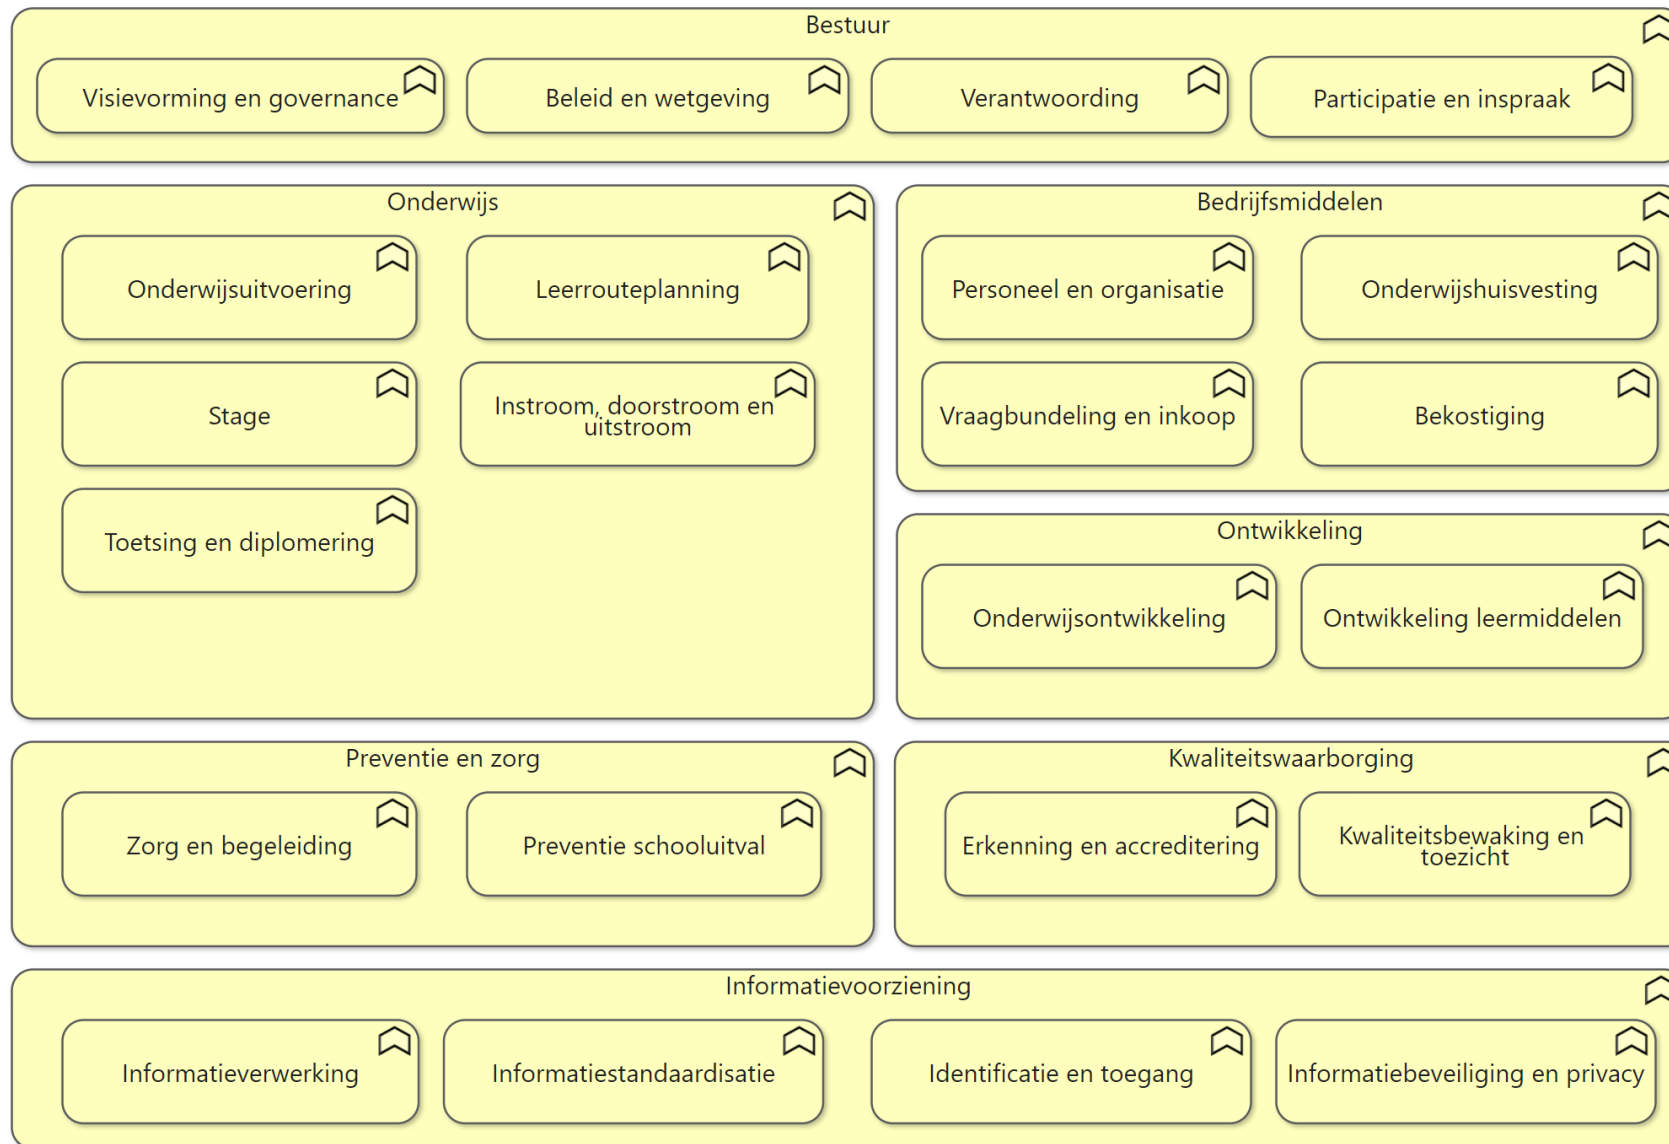 Bestuur
Visievorming en governance
Beleid en wetgeving
Verantwoording
Participatie en inspraak
Onderwijs
Onderwijsuitvoering
Leerrouteplanning
Stage
Instroom, doorstroom en
uitstroom
Toetsing en diplomering
Bedrijfsmiddelen
Personeel en organisatie
Onderwijshuisvesting
Vraagbundeling en inkoop
Bekostiging
Ontwikkeling
Onderwijsontwikkeling
Ontwikkeling leermiddelen
Preventie en zorg
Zorg en begeleiding
Preventie schooluitval
Kwaliteitswaarborging
Erkenning en accreditering
Kwaliteitsbewaking en
toezicht
Informatievoorziening
Informatieverwerking
Informatiestandaardisatie
Identificatie en toegang
Informatiebeveiliging en privacy